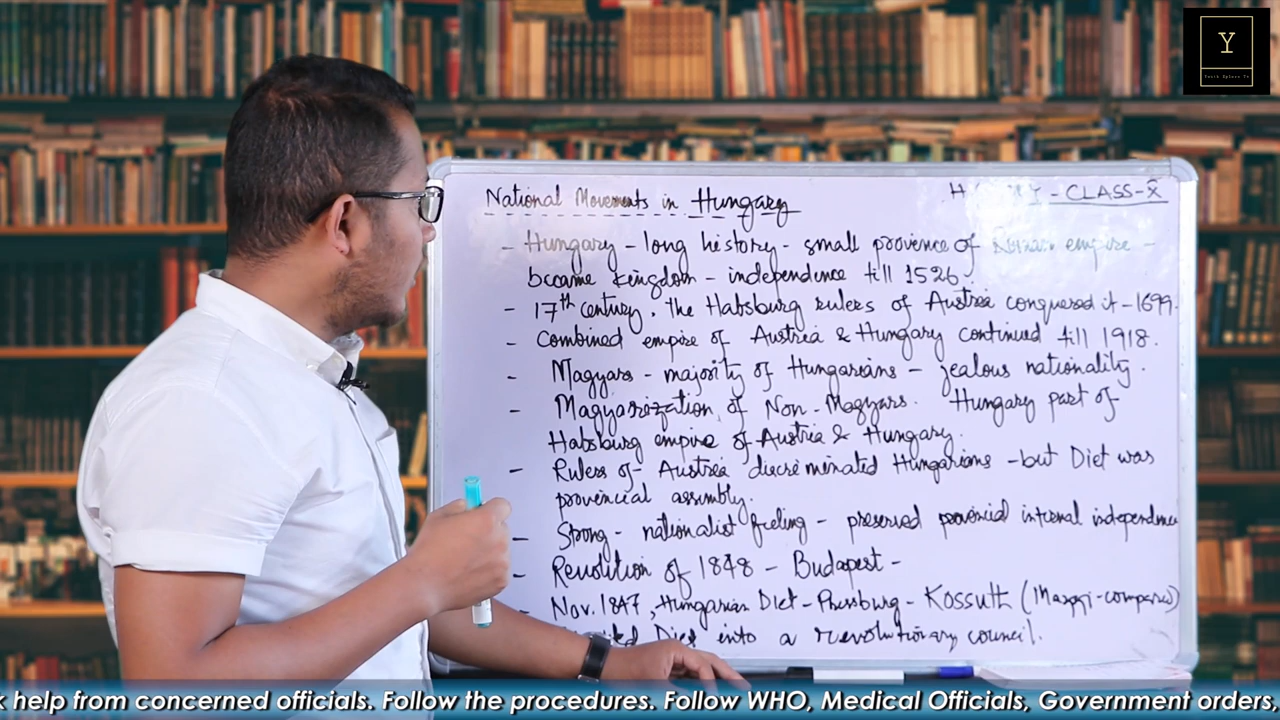 Y
National Movements in Hungary
- CLASS-X
- Hungary - long history - small provence of Roman empire -
became kingdom - independence till 1526.
- 17th century, the Habsburg rulers of Austria conquered it - 1699.
- Combined empire of Austria & Hungary continued till 1918.
- Magyars - majority of Hungarians - jealous nationality.
- Magyarization of Non-Magyars. Hungary part of
Habsburg empire of Austria & Hungary.
- Rulers of Austria discriminated Hungarians - but Diet was
provencial assembly.
- Strong - nationalist feeling - preserved provincial internal independence
- Revolution of 1848 - Budapest -
- Nov. 1847, Hungarian Diet - Pressburg - Kossuth (
Diet into a revolutionary council.
help from concerned officials. Follow the procedures. Follow WHO, Medical Officials, Government orders,